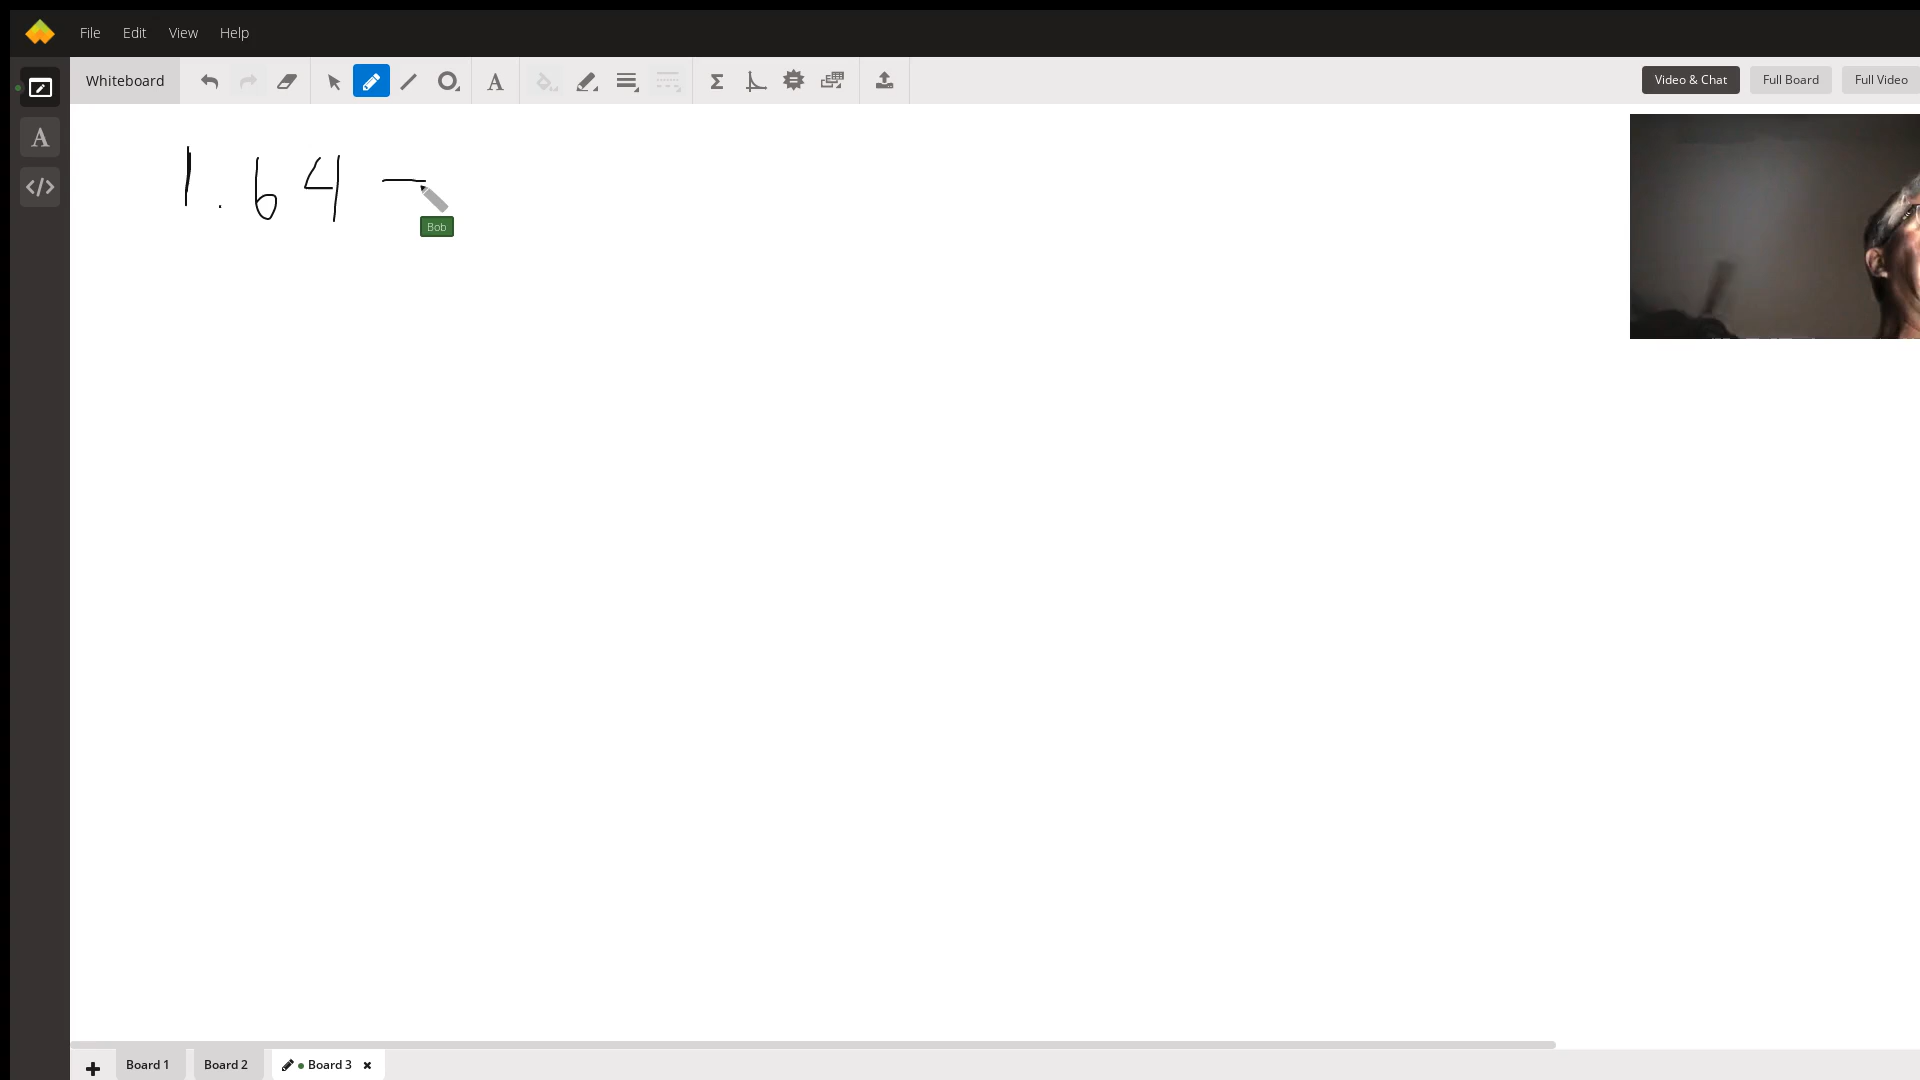 File Edit View Help
Whiteboard
A
Σ
Video & Chat
Full Board
Full Video
A
</>
1.64 –
Bob
+
Board 1
Board 2
Board 3 ×